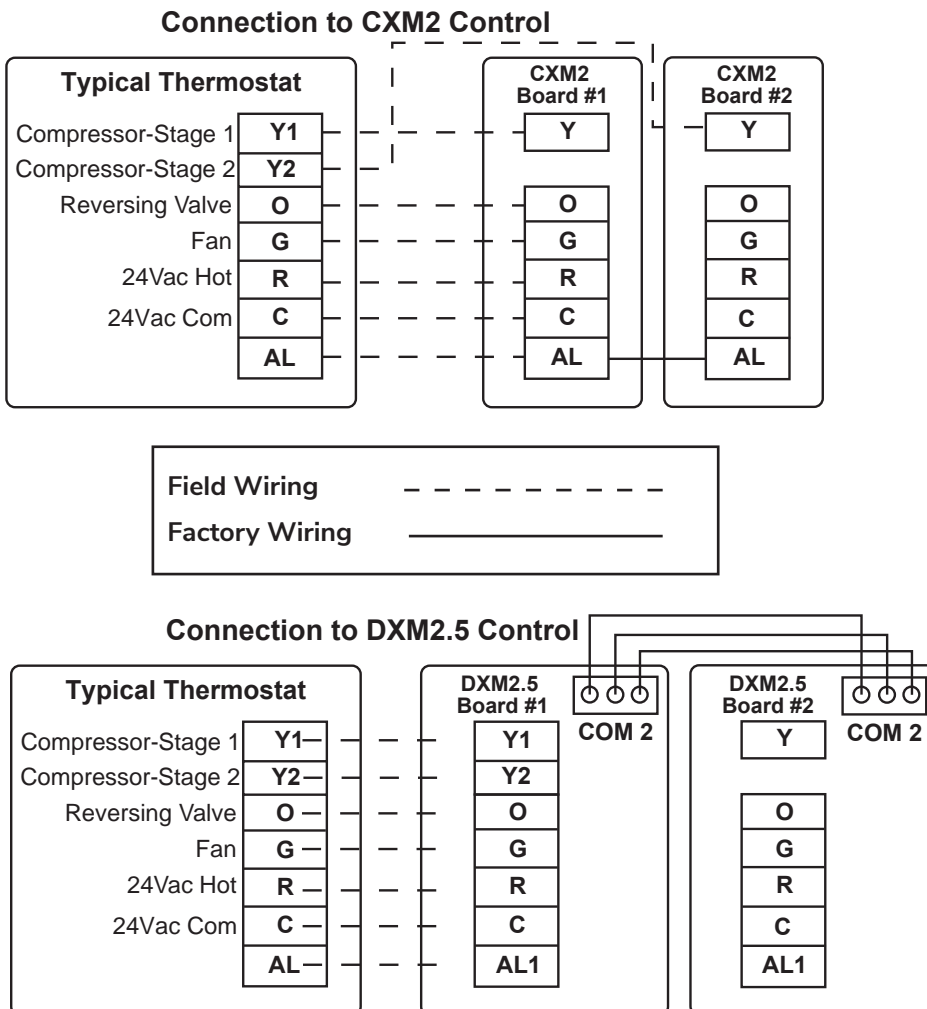 Connection to CXM2 Control
Typical Thermostat
Compressor-Stage 1 Y1
Compressor-Stage 2 Y2
Reversing Valve O
Fan G
24Vac Hot R
24Vac Com C
AL
CXM2
Board #1
Y
O
G
R
C
AL
CXM2
Board #2
Y
O
G
R
C
AL
Field Wiring
Factory Wiring
Connection to DXM2.5 Control
Typical Thermostat
Compressor-Stage 1 Y1
Compressor-Stage 2 Y2
Reversing Valve O
Fan G
24Vac Hot R
24Vac Com C
AL
DXM2.5
Board #1
COM 2
Y1
Y2
O
G
R
C
AL1
DXM2.5
Board #2
COM 2
Y
O
G
R
C
AL1